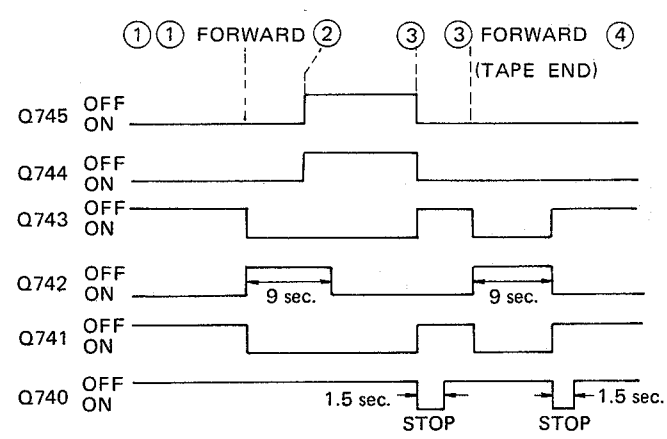 ① ① FORWARD ② ③ ③ FORWARD ④
(TAPE END)
Q745 OFF
ON
Q744 OFF
ON
Q743 OFF
ON
Q742 OFF
ON
9 sec. 9 sec.
Q741 OFF
ON
Q740 OFF
ON
1.5 sec. 1.5 sec.
STOP STOP